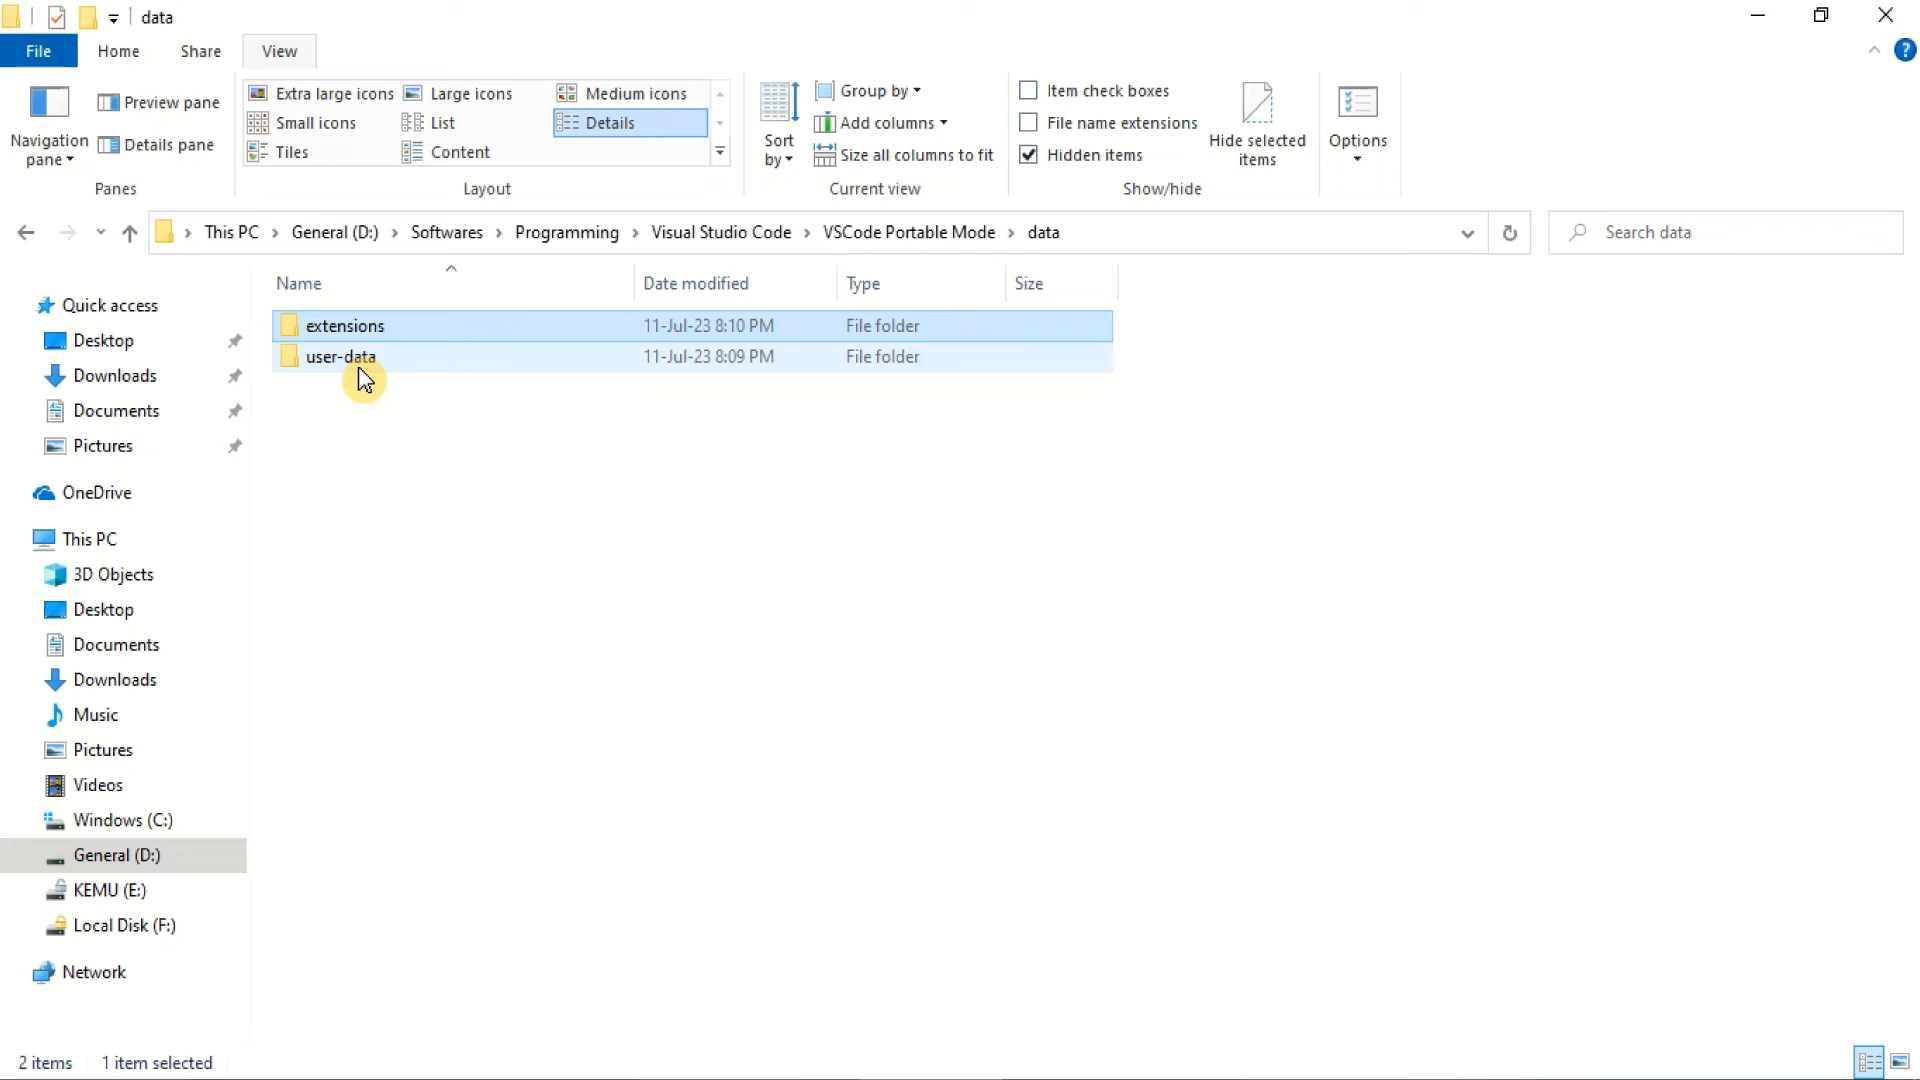 data
File Home Share View
Navigation pane
Preview pane
Details pane
Panes
Extra large icons Large icons Medium icons
Small icons List Details
Tiles Content
Layout
Sort by
Group by
Add columns
Size all columns to fit
Current view
Item check boxes
File name extensions
Hidden items
Hide selected items
Show/hide
Options
This PC > General (D:) > Softwares > Programming > Visual Studio Code > VSCode Portable Mode > data
Search data
Quick access
Desktop
Downloads
Documents
Pictures
OneDrive
This PC
3D Objects
Desktop
Documents
Downloads
Music
Pictures
Videos
Windows (C:)
General (D:)
KEMU (E:)
Local Disk (F:)
Network
Name Date modified Type Size
extensions 11-Jul-23 8:10 PM File folder
user-data 11-Jul-23 8:09 PM File folder
2 items 1 item selected